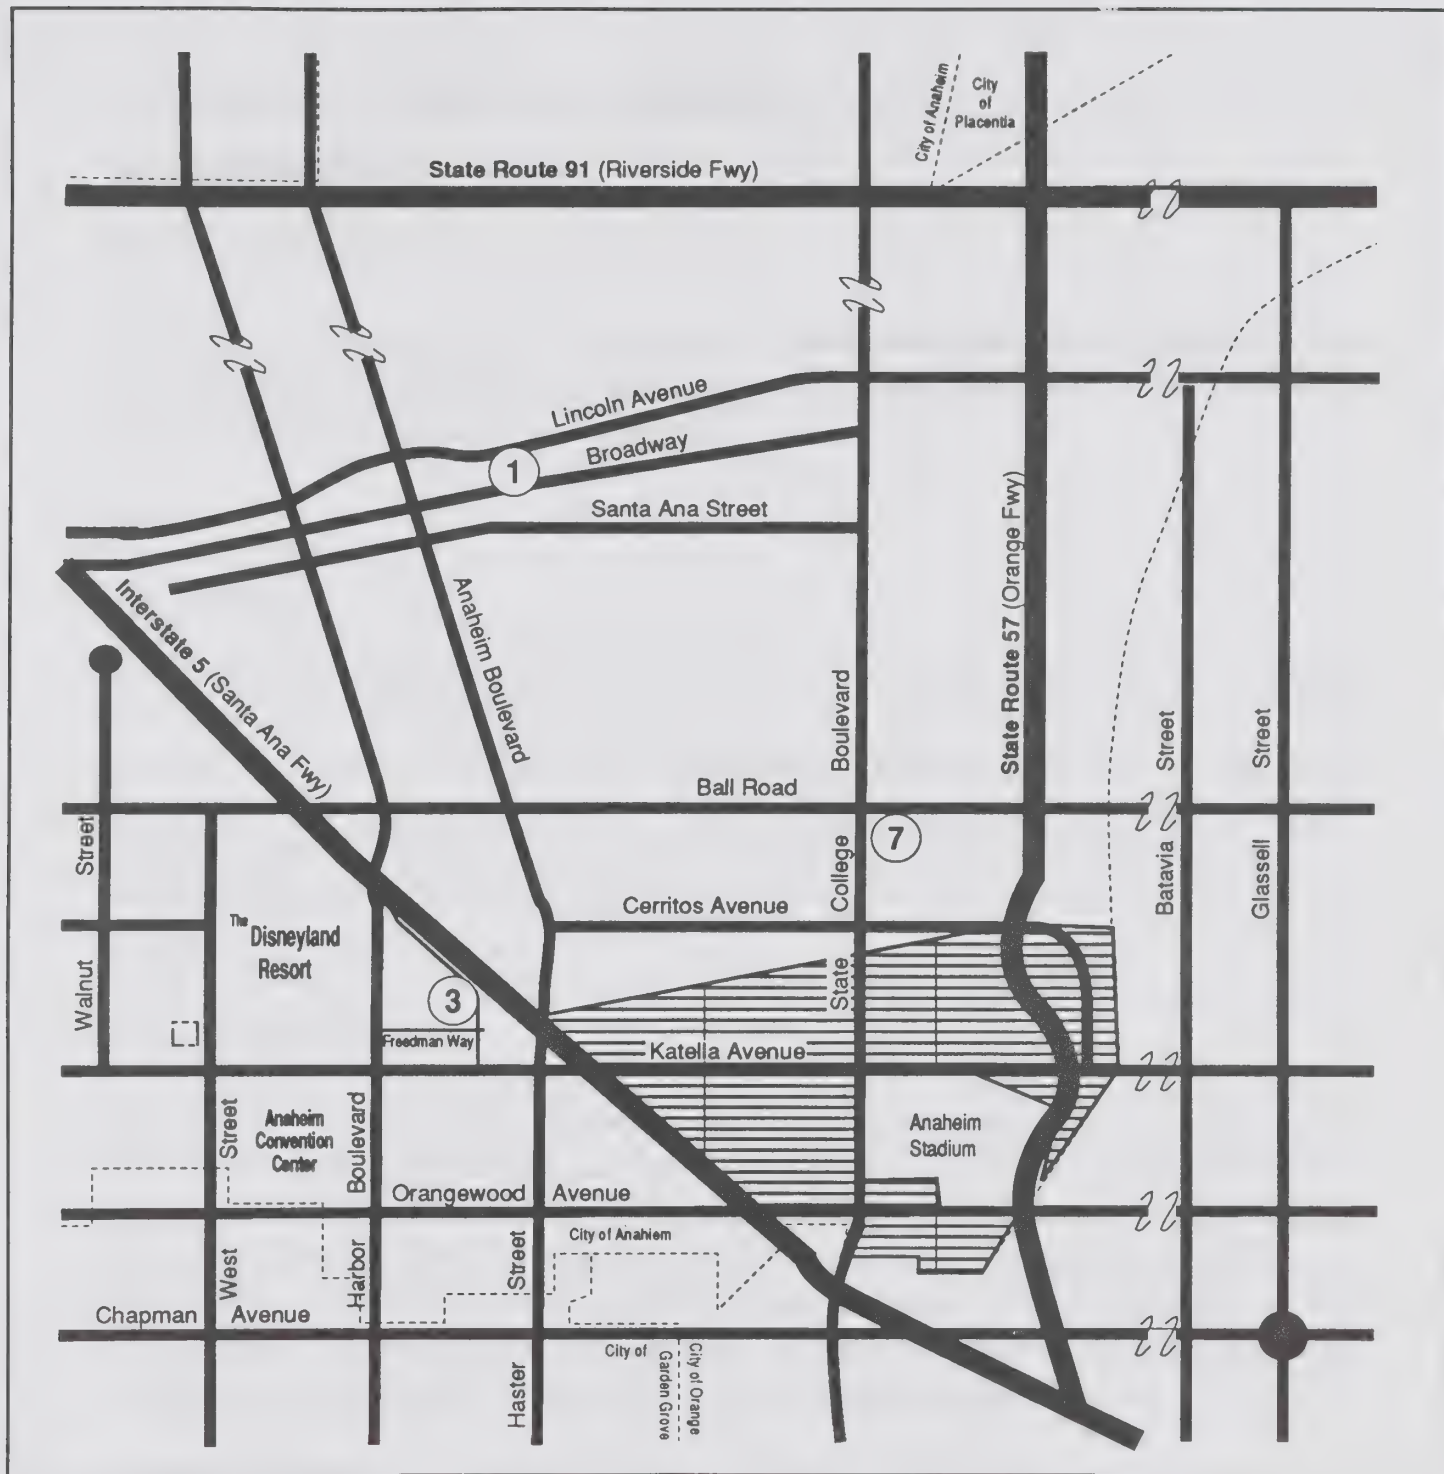 City of Anaheim
City
of
Placentia
State Route 91 (Riverside Fwy)
Lincoln Avenue
Broadway
1
Santa Ana Street
Interstate 5 (Santa Ana Fwy)
Anaheim Boulevard
State Route 57 (Orange Fwy)
Boulevard
Street
Street
Ball Road
7
Street
College
Batavia
Glassell
Cerritos Avenue
The
Disneyland
Resort
Walnut
3
State
Freedman Way
Katella Avenue
Street
Anaheim
Convention
Center
Boulevard
Anaheim
Stadium
Orangewood Avenue
City of Anahiem
West
Harbor
Street
Chapman Avenue
City of
Garden Grove
City of Orange
Haster